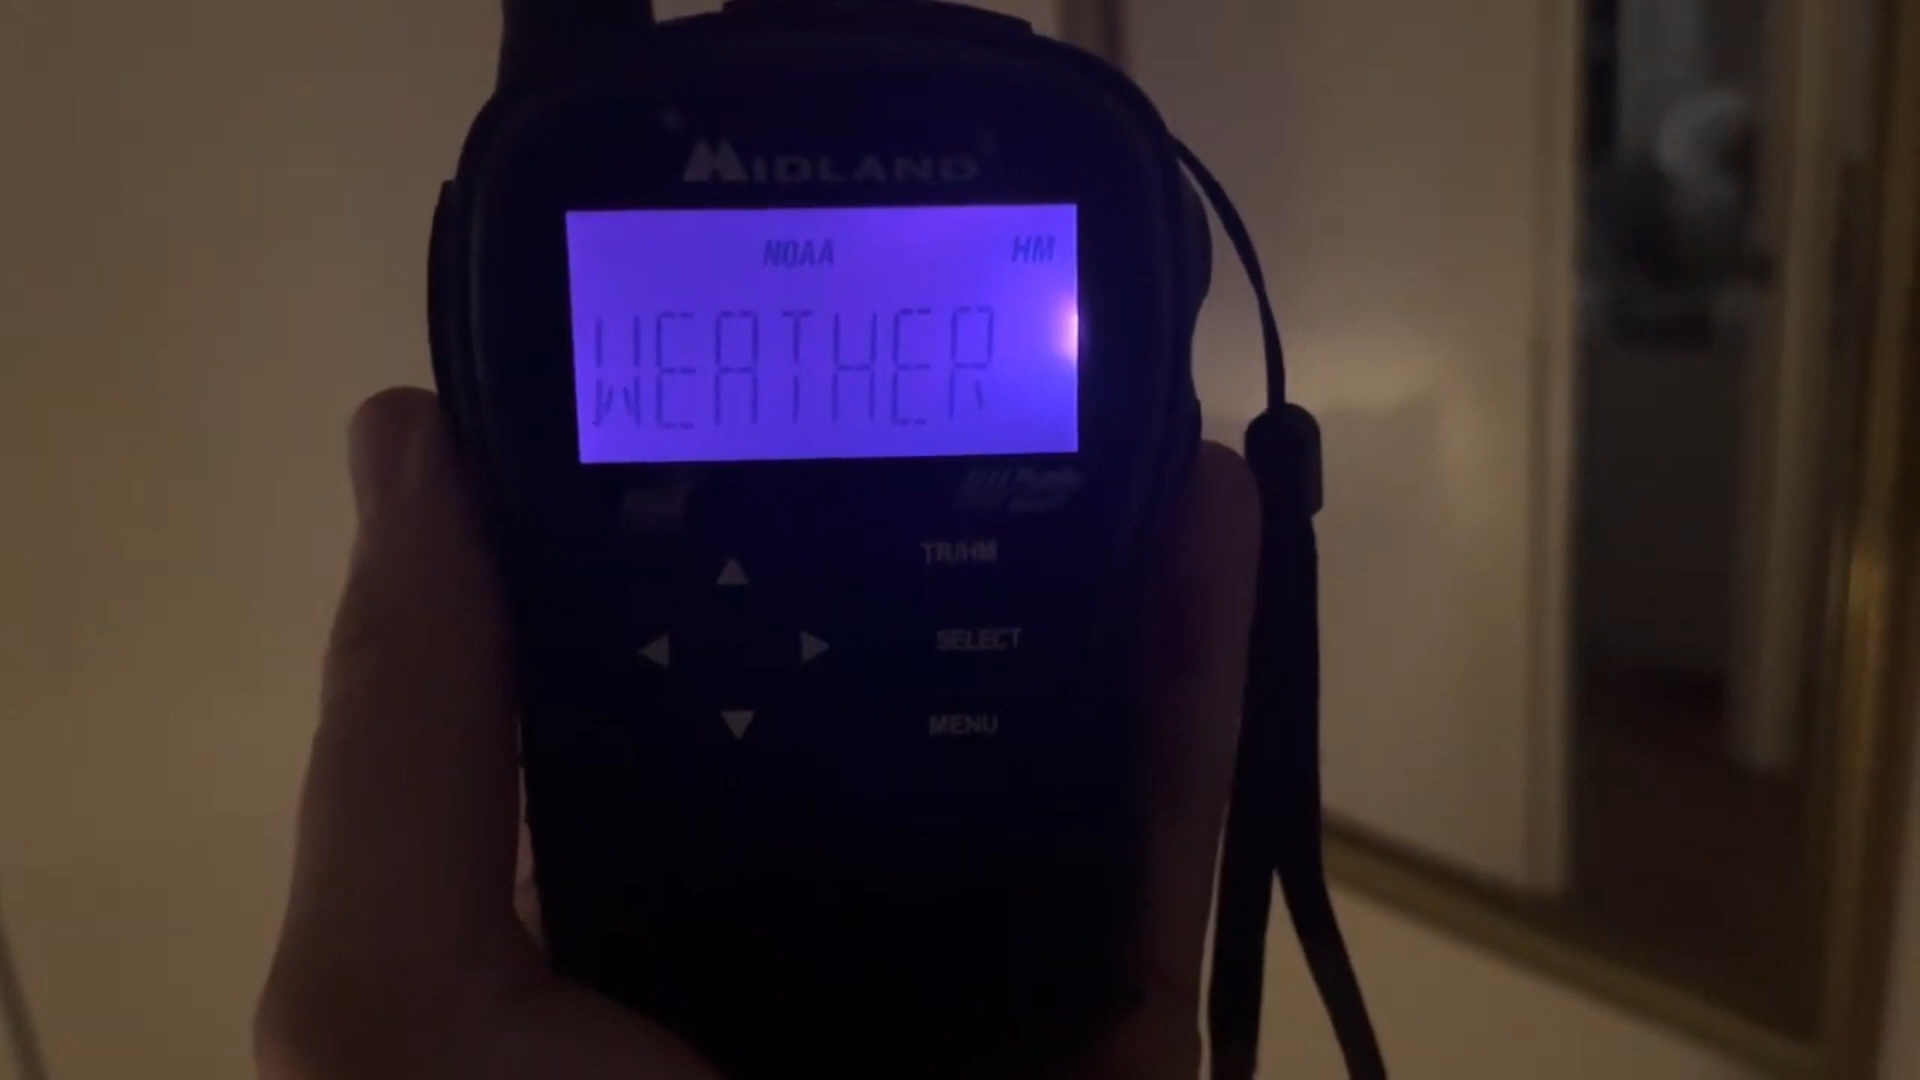 MIDLAND
NOAA HM
WEATHER
TR/HM
SELECT
MENU